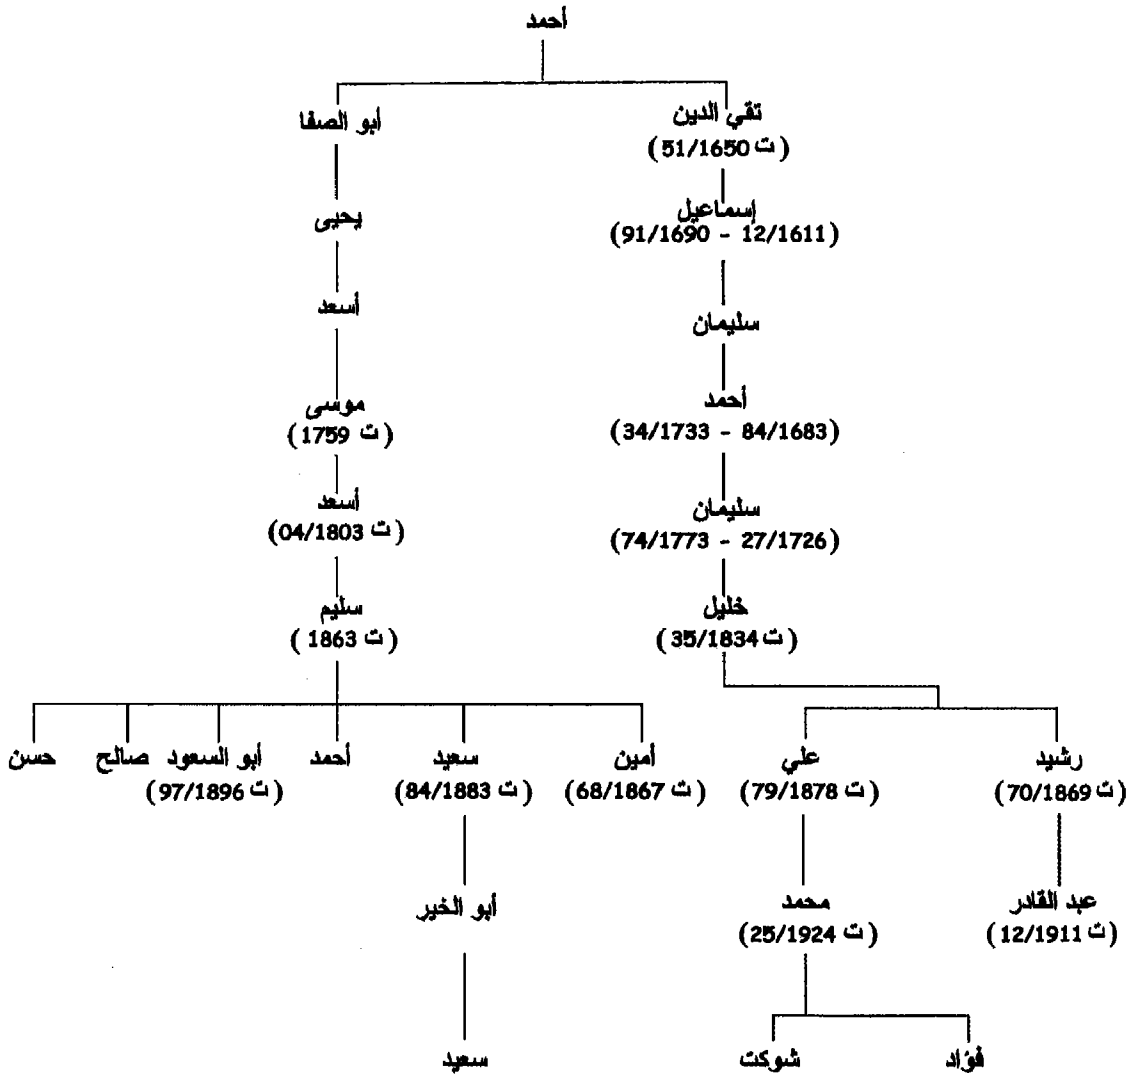 أحمد
تقي الدين
(ت 51/1650)
أبو الصفا
إسماعيل
(91/1690 - 12/1611)
يحيى
سليمان
أسعد
أحمد
(34/1733 - 84/1683)
موسى
(ت 1759)
سليمان
(74/1773 - 27/1726)
أسعد
(ت 04/1803)
خليل
(ت 35/1834)
سليم
(ت 1863)
رشيد
(ت 70/1869)
علي
(ت 79/1878)
أمين
(ت 68/1867)
سعيد
(ت 84/1883)
أحمد
أبو السعود
(ت 97/1896)
صالح
حسن
عبد القادر
(ت 12/1911)
محمد
(ت 25/1924)
أبو الخير
فؤاد
شوكت
سعيد